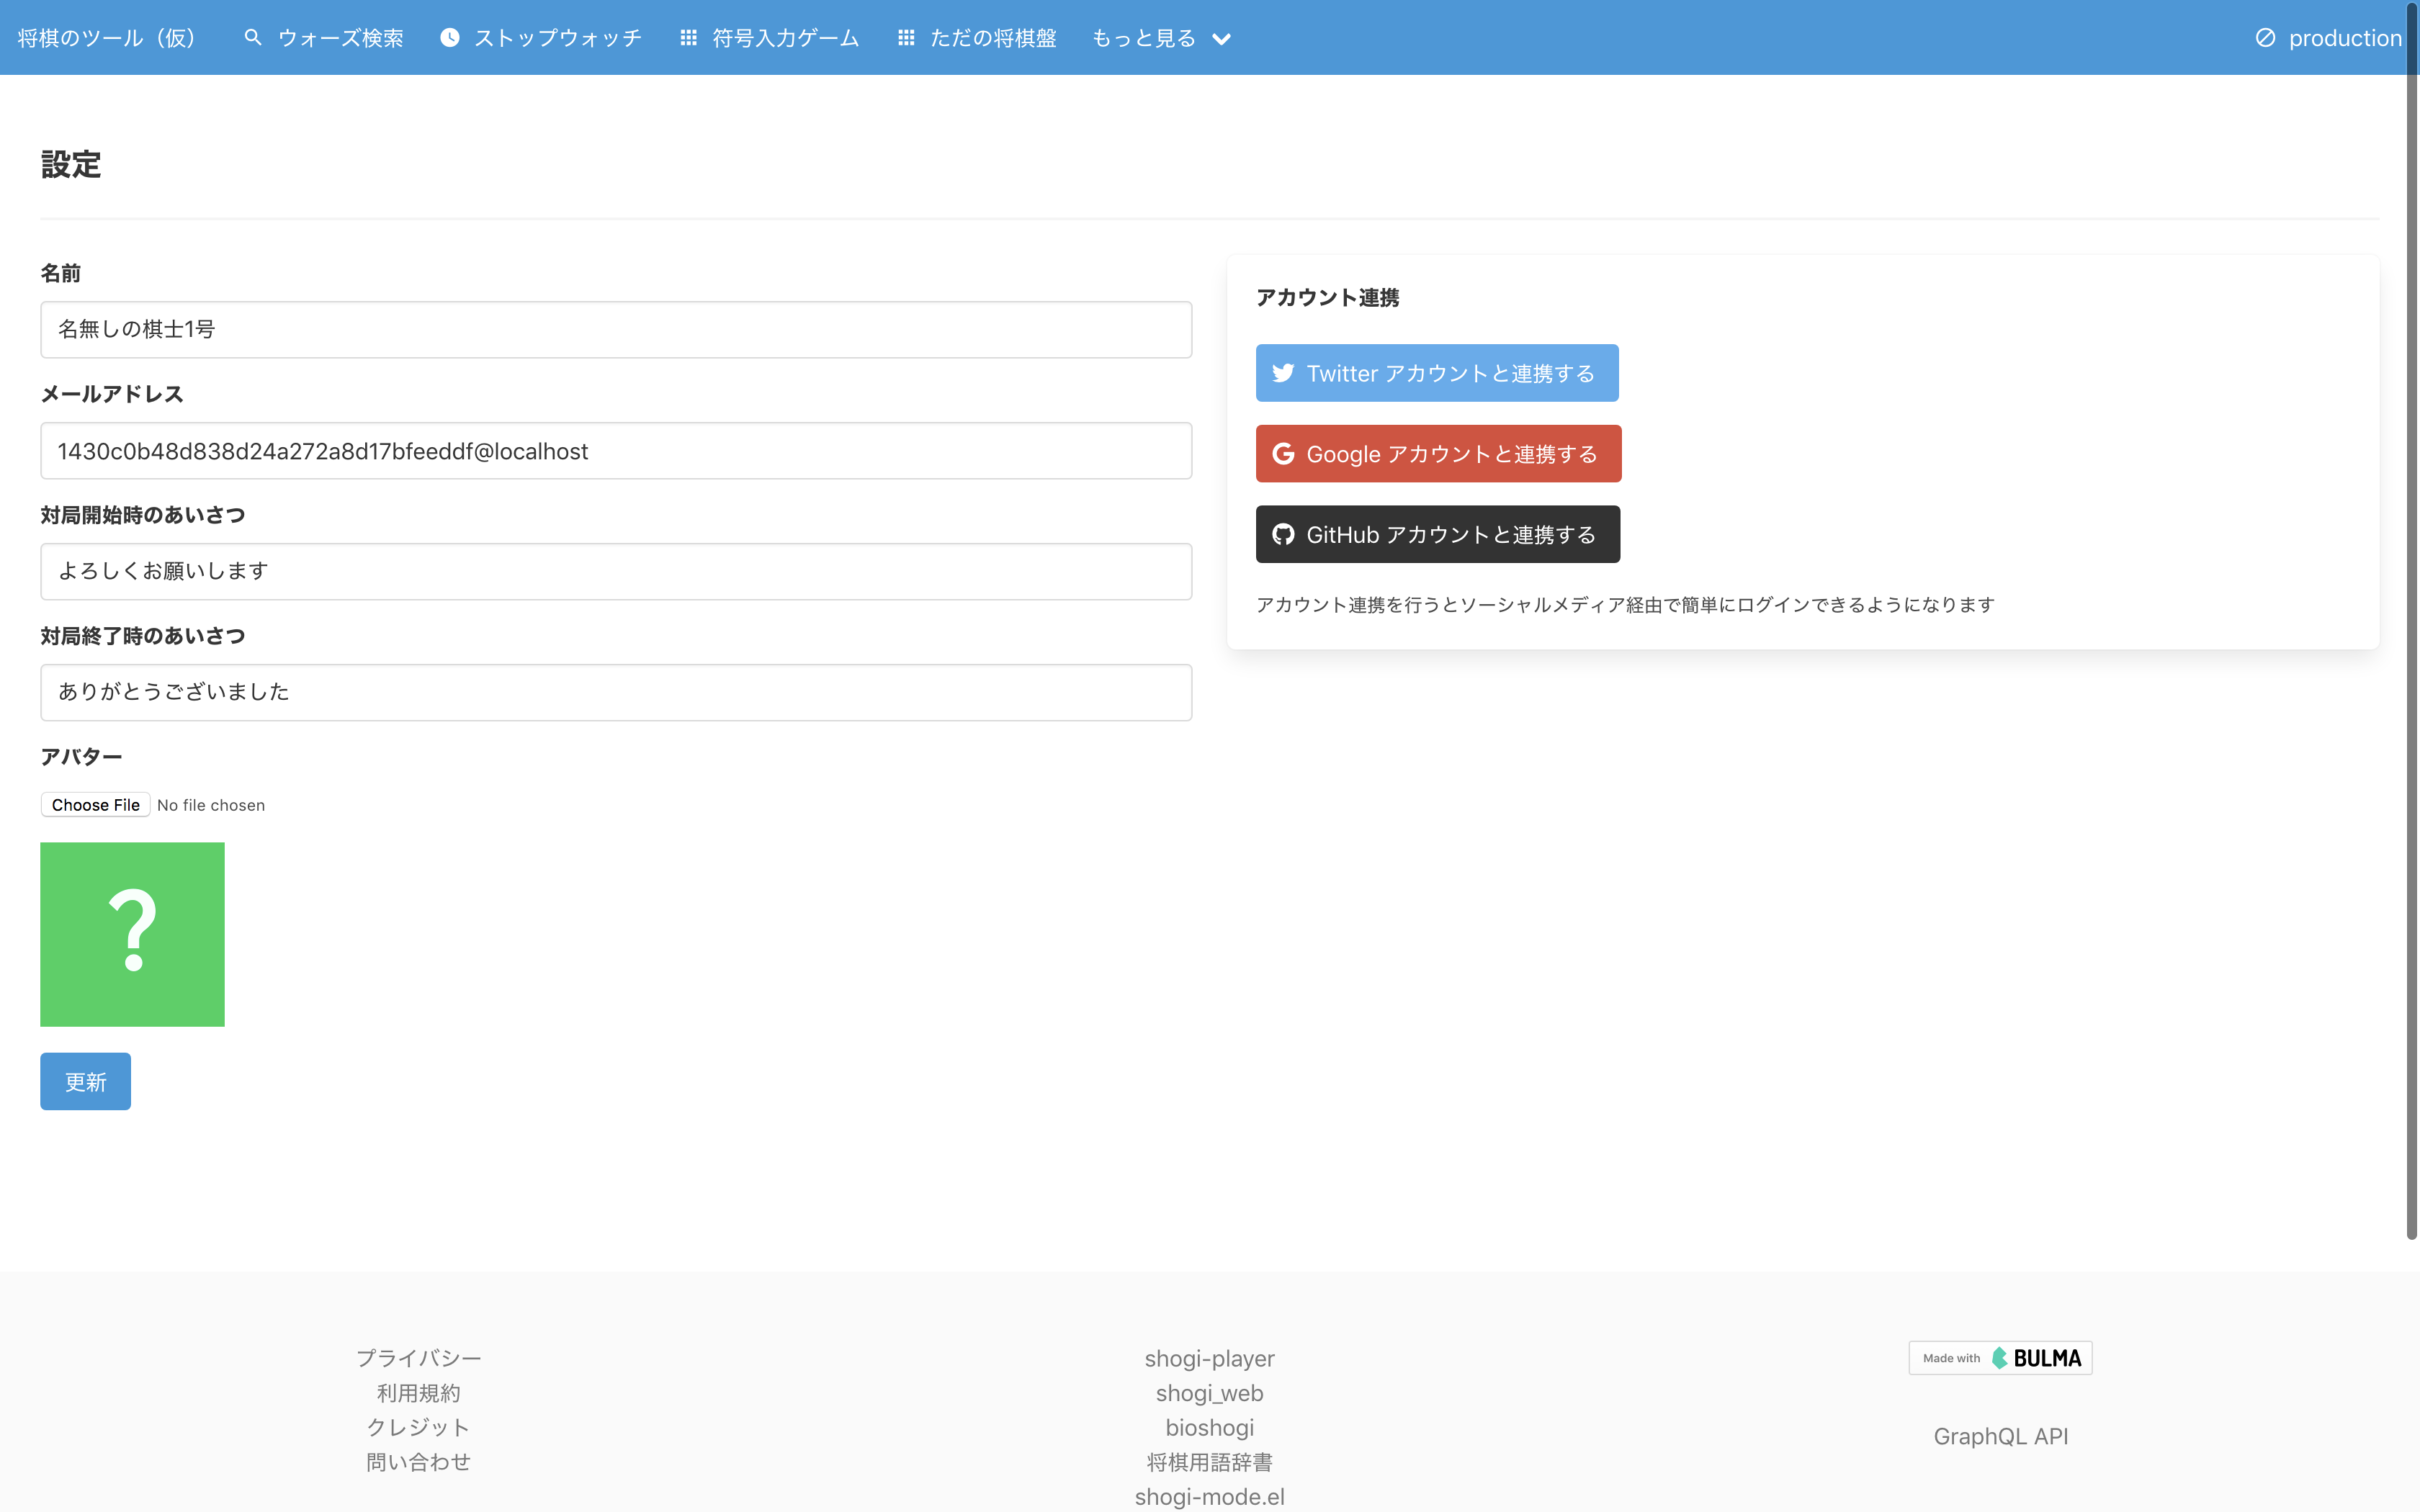 将棋のツール（仮） ウォーズ検索 ストップウォッチ 符号入力ゲーム ただの将棋盤 もっと見る production
設定
名前
名無しの棋士1号
メールアドレス
1430c0b48d838d24a272a8d17bfeeddf@localhost
対局開始時のあいさつ
よろしくお願いします
対局終了時のあいさつ
ありがとうございました
アバター
Choose File No file chosen
?
更新
アカウント連携
Twitter アカウントと連携する
Google アカウントと連携する
GitHub アカウントと連携する
アカウント連携を行うとソーシャルメディア経由で簡単にログインできるようになります
プライバシー
利用規約
クレジット
問い合わせ
shogi-player
shogi_web
bioshogi
将棋用語辞書
shogi-mode.el
Made with BULMA
GraphQL API